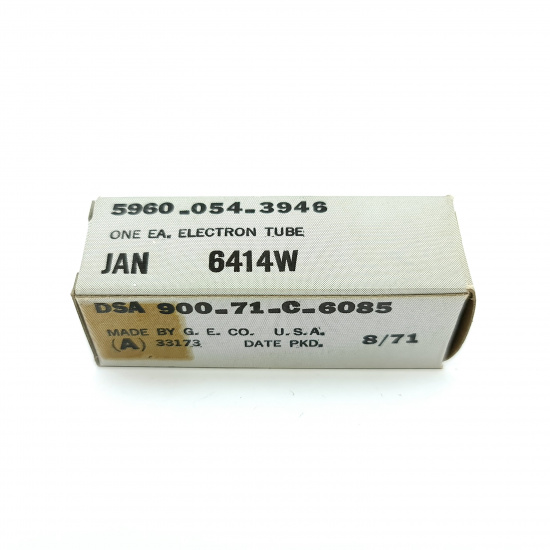 5960-054-3946
ONE EA. ELECTRON TUBE
JAN 6414W
DSA 900-71-C-6085
MADE BY G. E. CO. U.S.A.
(A) 33173 DATE PKD. 8/71